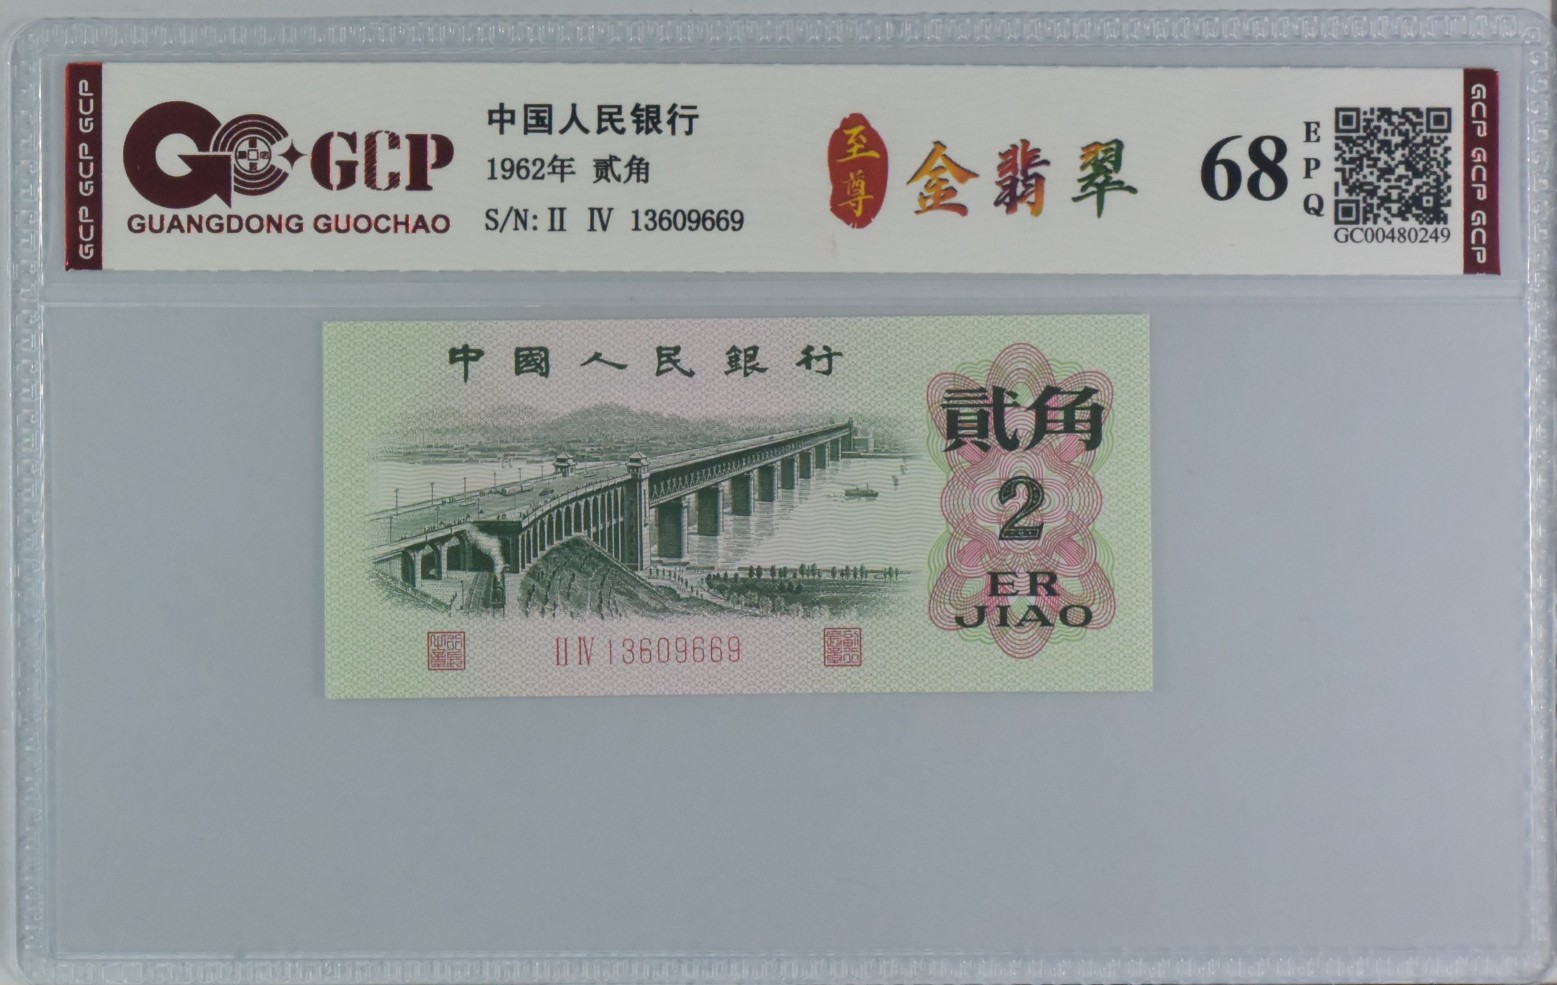 GCP GCP GCP
GCP
GUANGDONG GUOCHAO
中国人民银行
1962年 贰角
S/N: II IV 13609669
至尊
金翡翠
68
EPQ
GC00480249
GCP GCP GCP
中國人民銀行
貳角
2
ER
JIAO
II IV 13609669